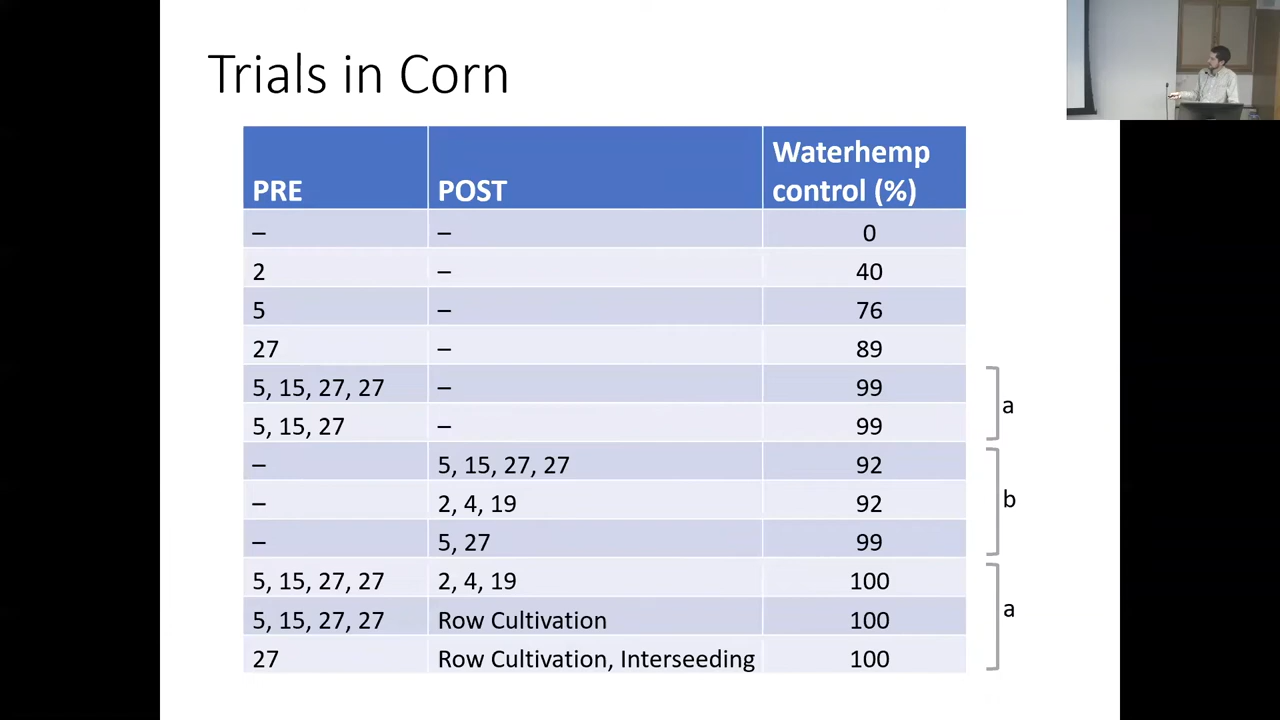 Trials in Corn
PRE POST Waterhemp control (%)
– – 0
2 – 40
5 – 76
27 – 89
5, 15, 27, 27 – 99
5, 15, 27 – 99
a
– 5, 15, 27, 27 92
– 2, 4, 19 92
– 5, 27 99
b
5, 15, 27, 27 2, 4, 19 100
5, 15, 27, 27 Row Cultivation 100
27 Row Cultivation, Interseeding 100
a